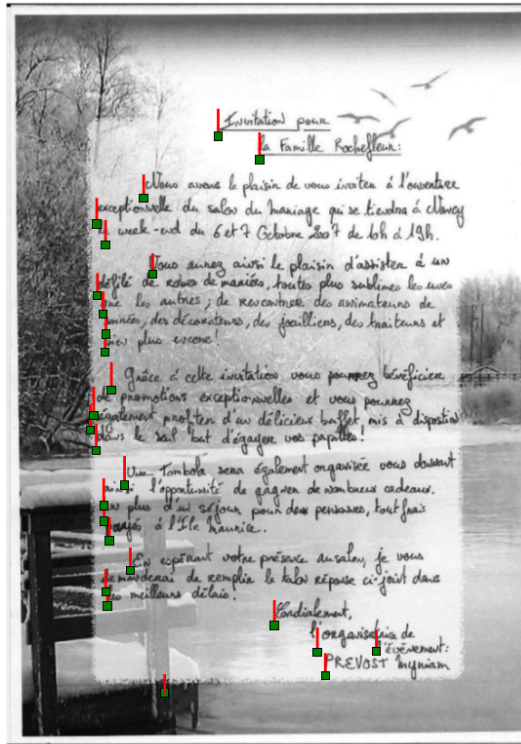 Invitation pour
la Famille Rochefleur:
Nous avons le plaisir de vous inviter à l'ouverture
exceptionnelle du salon du mariage qui se tiendra à Nancy
le week-end du 6 et 7 Octobre 2007 de 10h à 19h.
Vous aurez ainsi le plaisir d'assister à un
défilé de robes de mariées, toutes plus sublimes les unes
que les autres; de rencontrer des animateurs de
soirées, des décorateurs, des joailliers, des traiteurs et
bien plus encore!
Grâce à cette invitation vous pourrez bénéficier
de promotions exceptionnelles et vous pourrez
également profiter d'un délicieux buffet, mis à disposition
dans le seul but d'égayer vos papilles!
Une Tombola sera également organisée vous donnant
ainsi l'opportunité de gagner de nombreux cadeaux.
en plus d'un séjour pour deux personnes, tout frais
payés à l'Ile Maurice..
En espérant votre présence au salon, je vous
demanderai de remplir le talon réponse ci-joint dans
les meilleurs délais!
Cordialement,
l'organisatrice de
l'évènement:
PREVOST Myriam